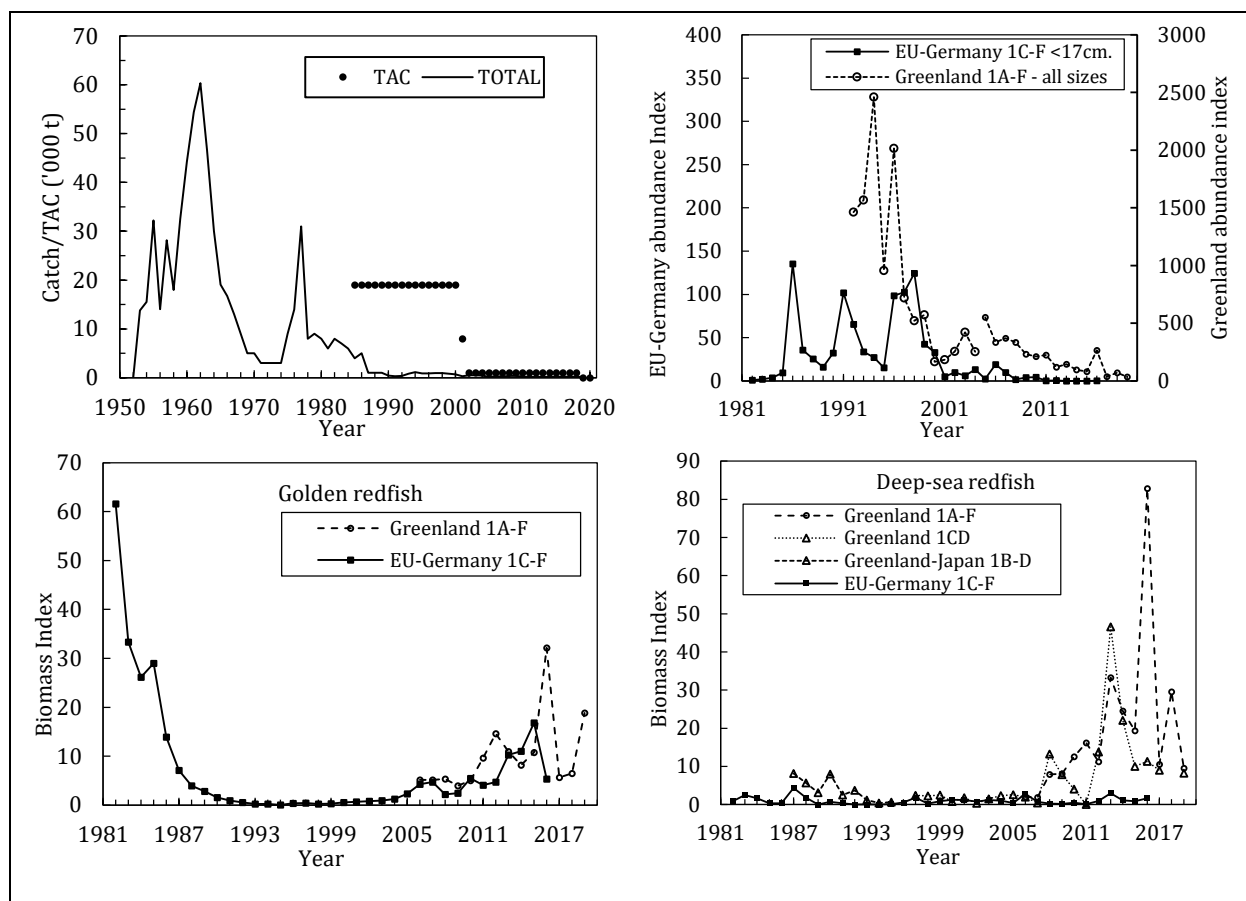 70
60
50
40
30
20
10
0
Catch/TAC ('000 t)
TAC TOTAL
1950 1960 1970 1980 1990 2000 2010 2020
Year
400
350
300
250
200
150
100
50
0
EU-Germany abundance Index
EU-Germany 1C-F <17cm.
Greenland 1A-F - all sizes
3000
2500
2000
1500
1000
500
0
Greenland abundance index
1981 1991 2001 2011
Year
70
60
50
40
30
20
10
0
Biomass Index
Golden redfish
Greenland 1A-F
EU-Germany 1C-F
1981 1987 1993 1999 2005 2011 2017
Year
90
80
70
60
50
40
30
20
10
0
Biomass Index
Deep-sea redfish
Greenland 1A-F
Greenland 1CD
Greenland-Japan 1B-D
EU-Germany 1C-F
1981 1987 1993 1999 2005 2011 2017
Year